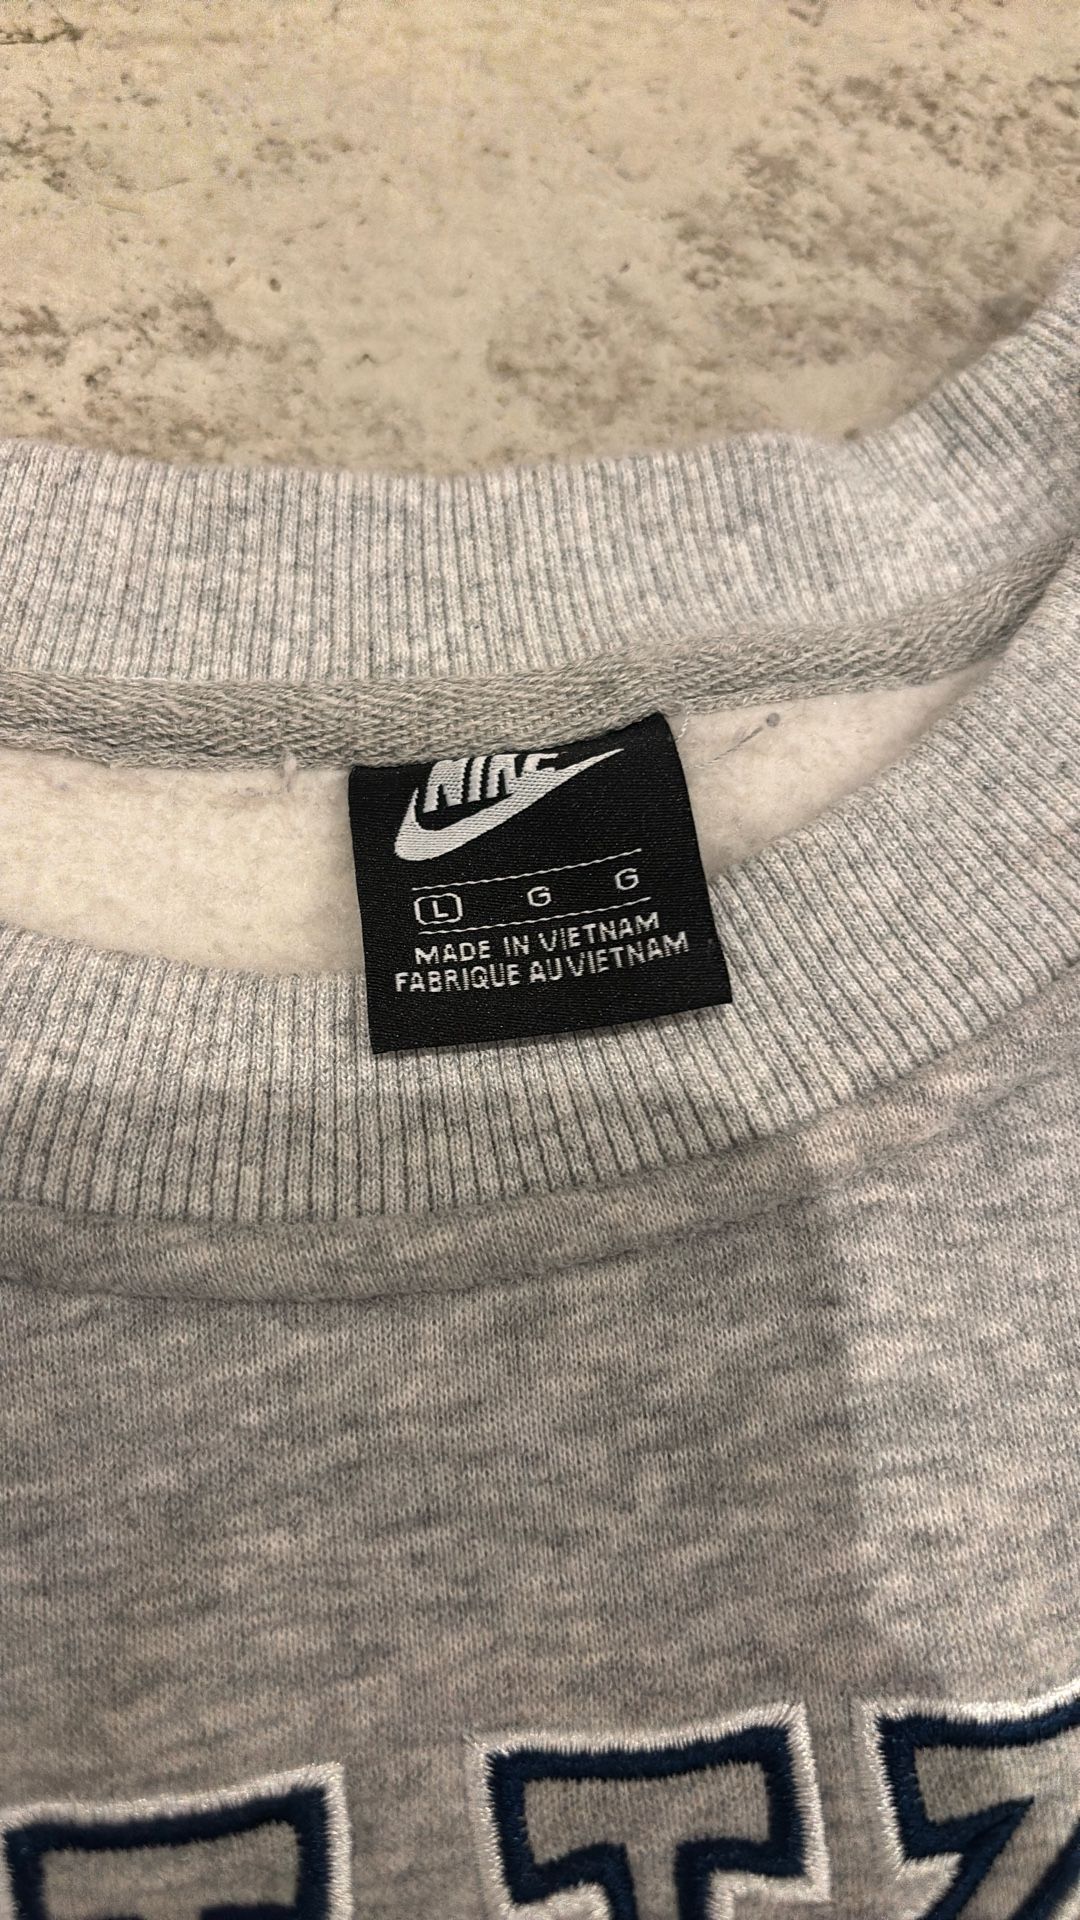 NIKE
L G G
MADE IN VIETNAM
FABRIQUE AU VIETNAM